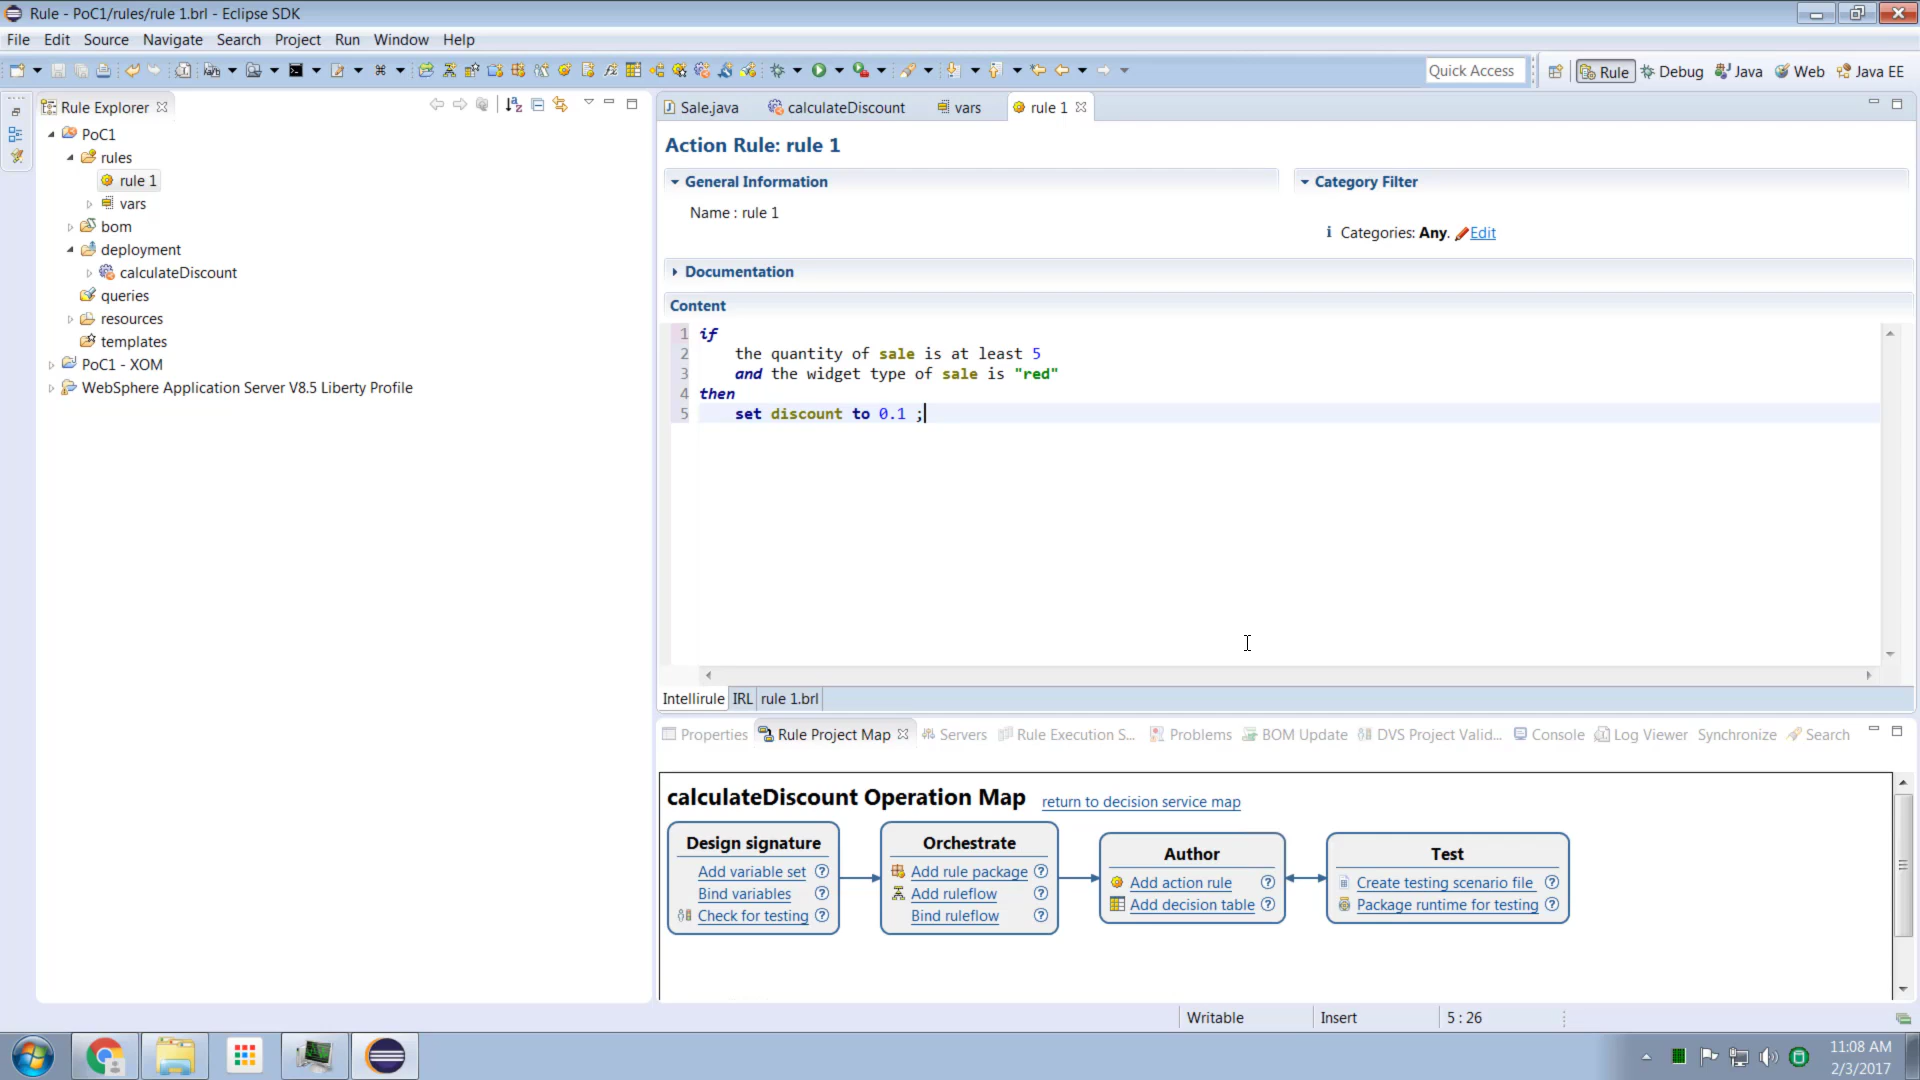 Rule - PoC1/rules/rule 1.brl - Eclipse SDK
File Edit Source Navigate Search Project Run Window Help
Quick Access
Rule Debug Java Web Java EE
Rule Explorer
PoC1
rules
rule 1
vars
bom
deployment
calculateDiscount
queries
resources
templates
PoC1 - XOM
WebSphere Application Server V8.5 Liberty Profile
Sale.java calculateDiscount vars rule 1
Action Rule: rule 1
General Information
Name : rule 1
Category Filter
Categories: Any. Edit
Documentation
Content
1 if
2 the quantity of sale is at least 5
3 and the widget type of sale is "red"
4 then
5 set discount to 0.1 ;
Intellirule IRL rule 1.brl
Properties Rule Project Map Servers Rule Execution S... Problems BOM Update DVS Project Valid... Console Log Viewer Synchronize Search
calculateDiscount Operation Map return to decision service map
Design signature
Add variable set
Bind variables
Check for testing
Orchestrate
Add rule package
Add ruleflow
Bind ruleflow
Author
Add action rule
Add decision table
Test
Create testing scenario file
Package runtime for testing
Writable Insert 5 : 26
11:08 AM
2/3/2017